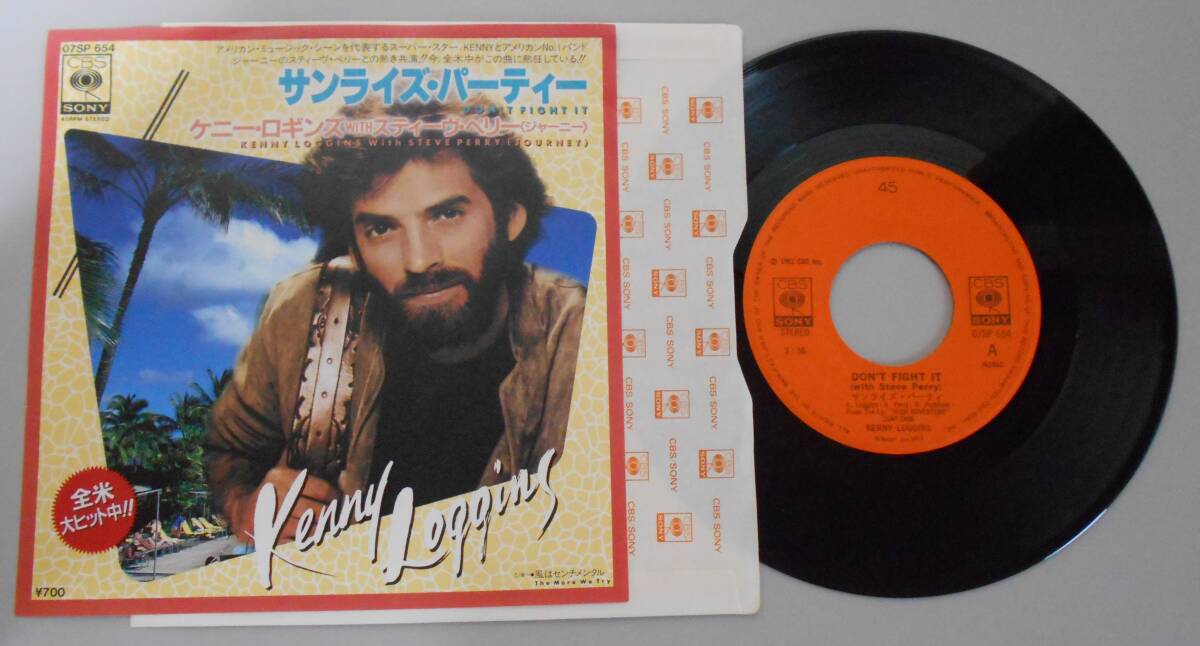 07SP 654
CBS
SONY
45RPM STEREO
アメリカン・ミュージック・シーンを代表するスーパー・スター、KENNYとアメリカンNo.1バンド
ジャーニーのスティーヴ・ペリーとの熱き共演!!今、全米中がこの曲に熱狂している!!
サンライズ・パーティー
DON'T FIGHT IT
ケニー・ロギンズ WITH スティーヴ・ペリー〈ジャーニー〉
KENNY LOGGINS With STEVE PERRY (JOURNEY)
全米
大ヒット中!!
Kenny Loggins
¥700
風はセンチメンタル
The More We Try
CBS SONY
45
CBS
SONY
STEREO
CBS
SONY
07SP 654
A
DON'T FIGHT IT
(with Steve Perry)
サンライズ・パーティ
KENNY LOGGINS